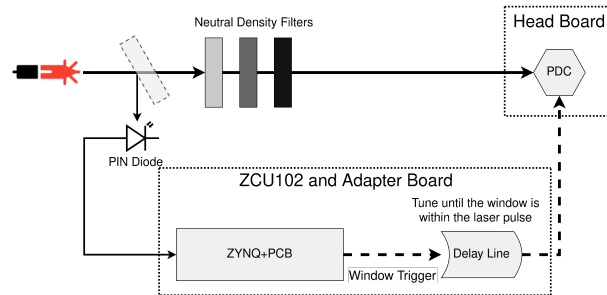 Neutral Density Filters
Head Board
PDC
PIN Diode
ZCU102 and Adapter Board
Tune until the window is
within the laser pulse
ZYNQ+PCB
Delay Line
Window Trigger